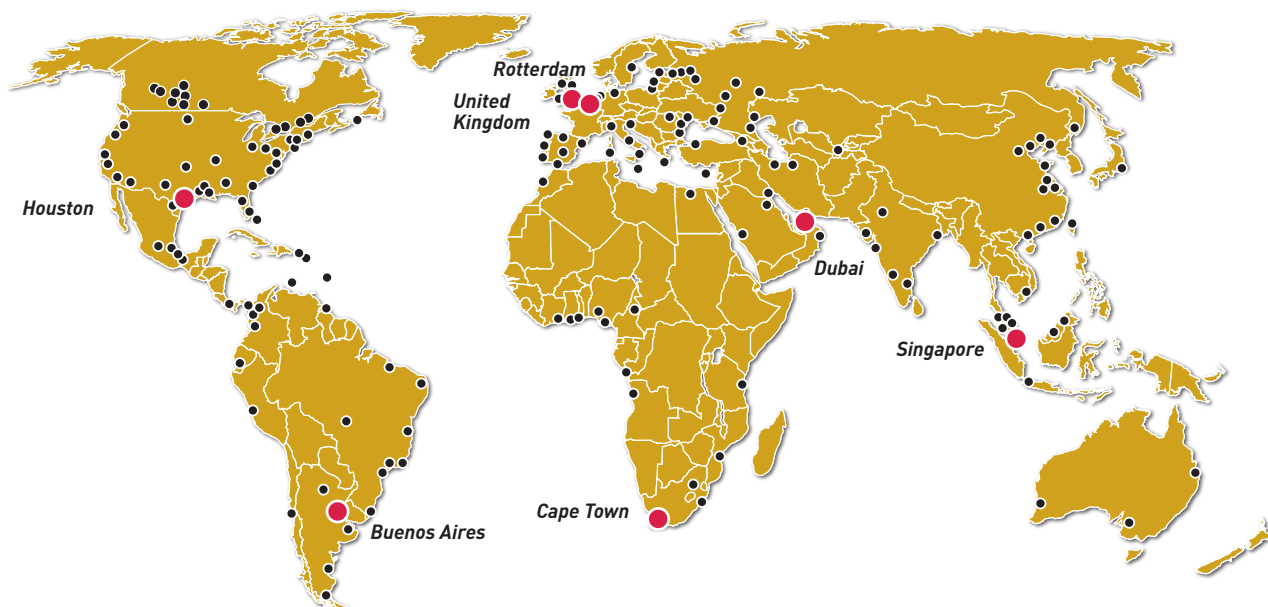 Rotterdam
United
Kingdom
Houston
Dubai
Singapore
Cape Town
Buenos Aires